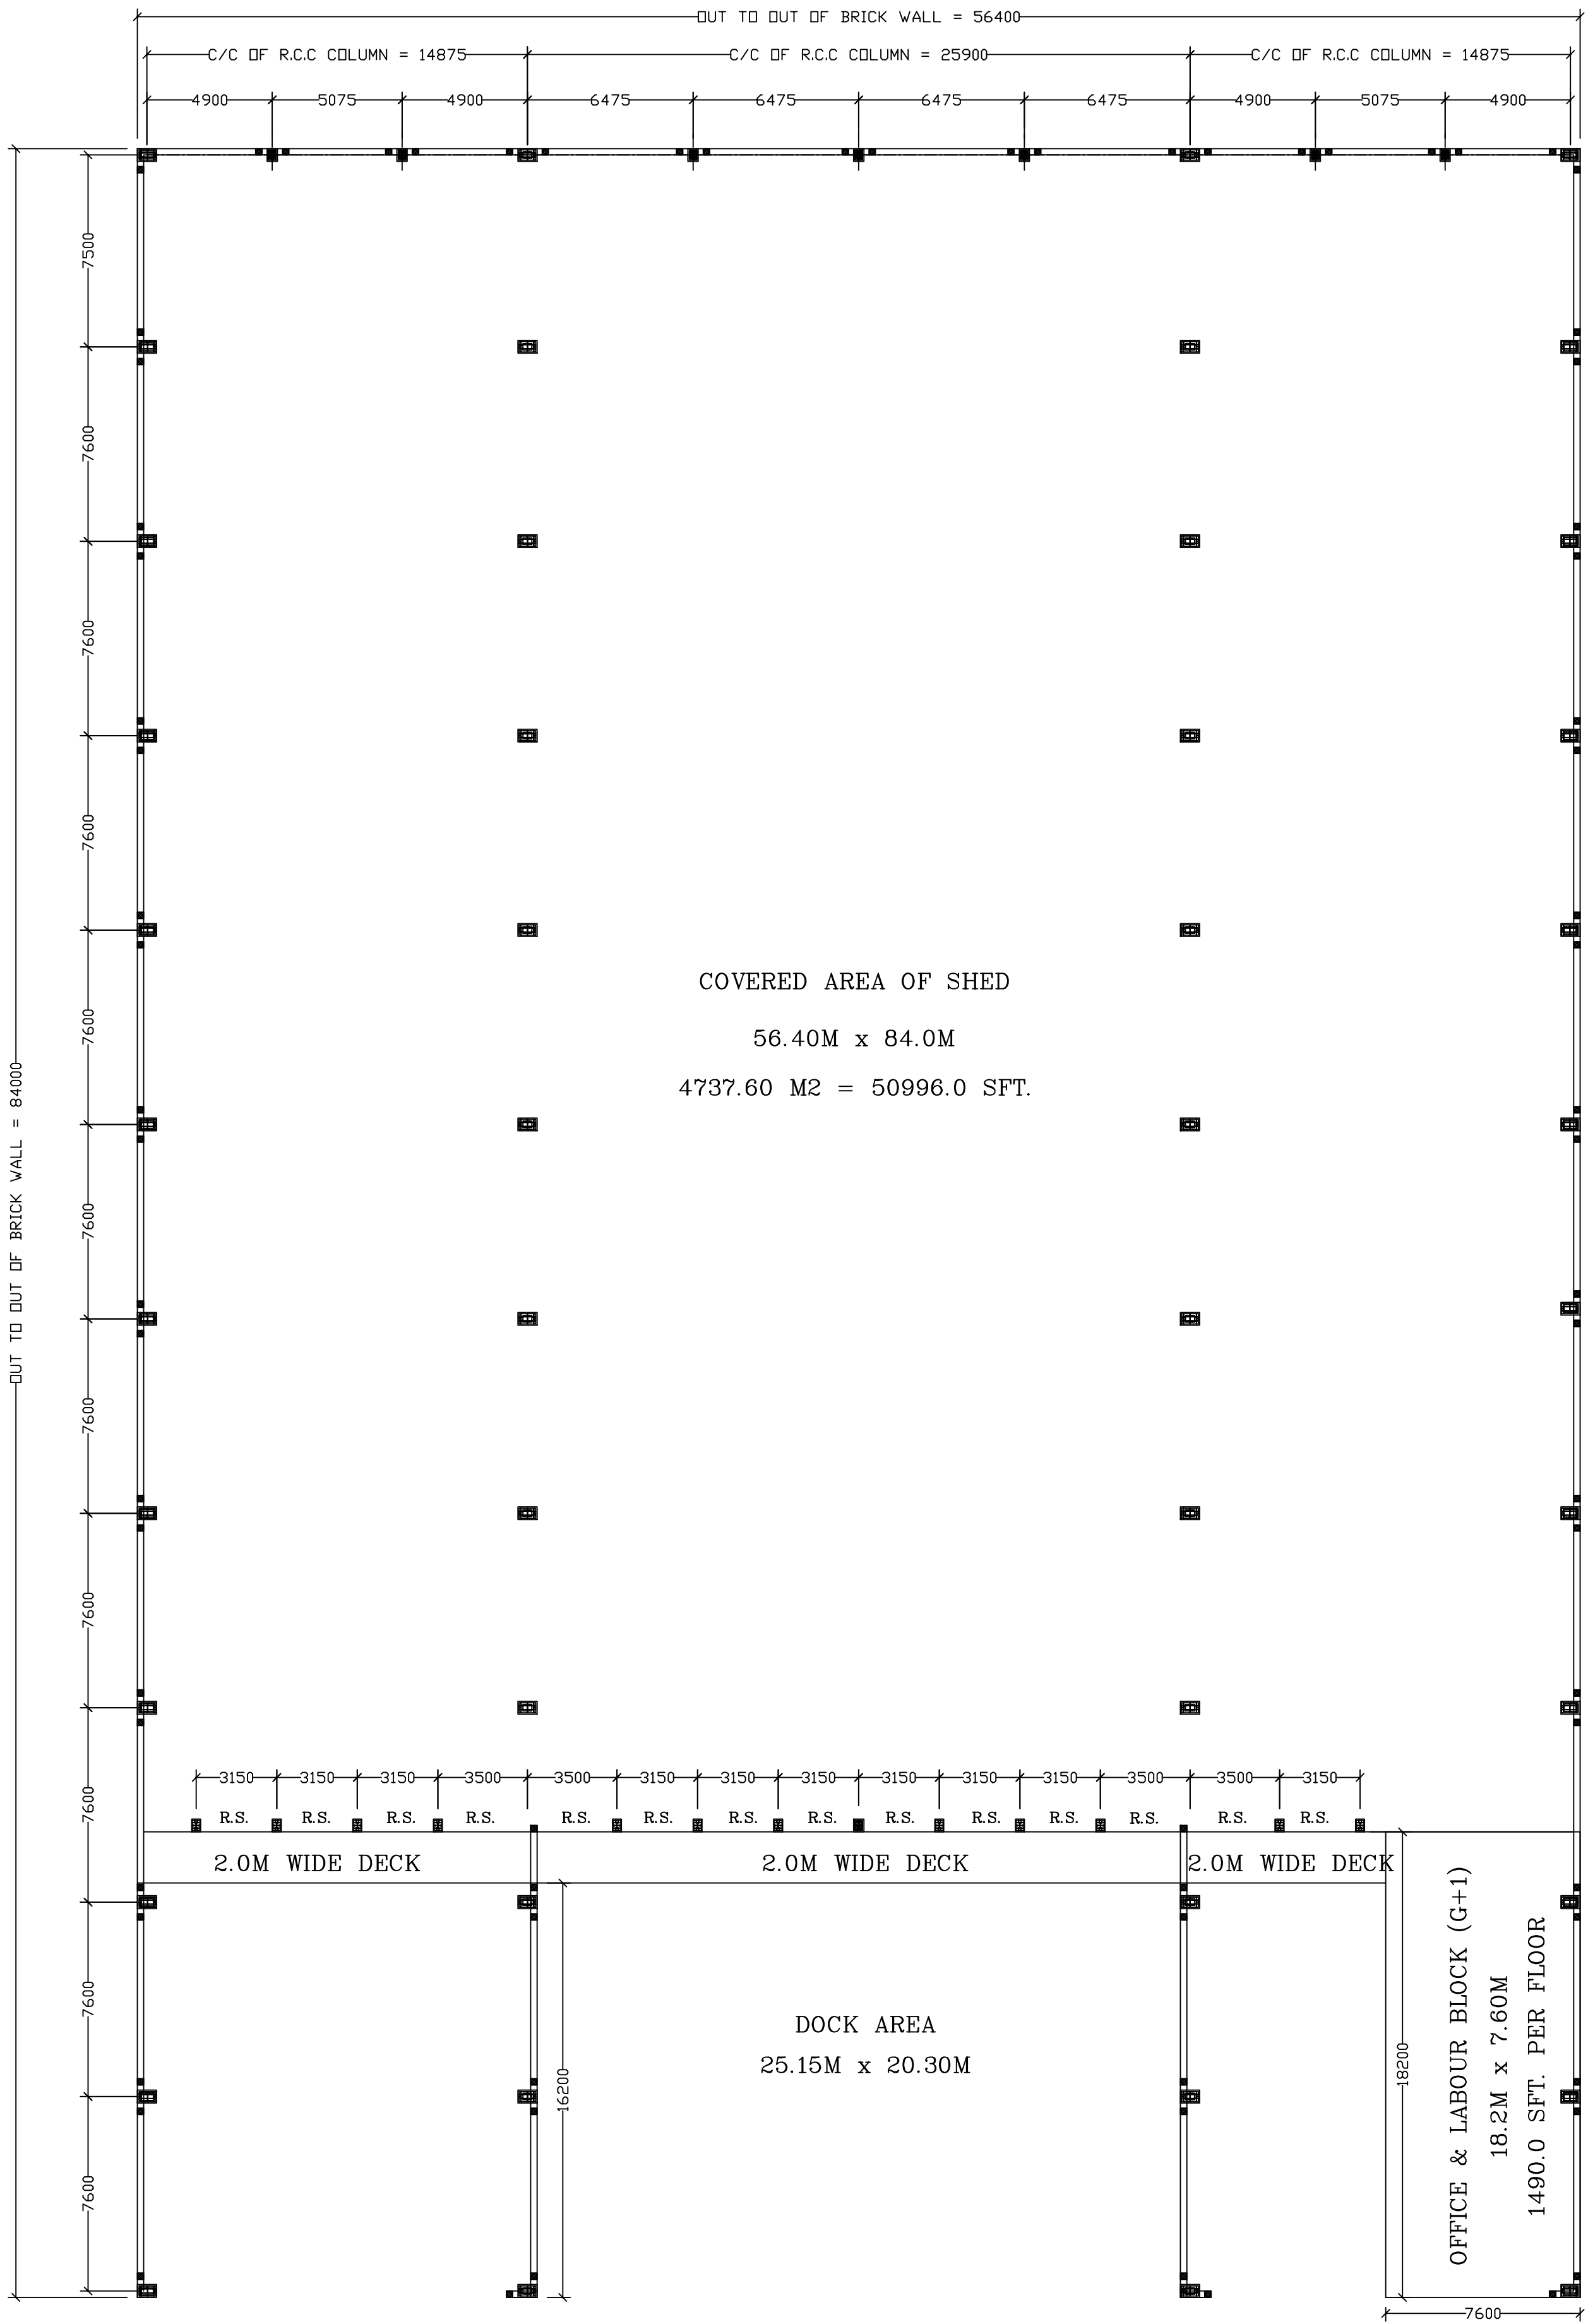 OUT TO OUT OF BRICK WALL = 56400
C/C OF R.C.C COLUMN = 14875 C/C OF R.C.C COLUMN = 25900 C/C OF R.C.C COLUMN = 14875
4900 5075 4900 6475 6475 6475 6475 4900 5075 4900
OUT TO OUT OF BRICK WALL = 84000
7500
7600
7600
7600
7600
7600
7600
7600
7600
7600
7600
COVERED AREA OF SHED
56.40M x 84.0M
4737.60 M2 = 50996.0 SFT.
3150 3150 3150 3500 3500 3150 3150 3150 3150 3150 3150 3500 3500 3150
R.S. R.S. R.S. R.S. R.S. R.S. R.S. R.S. R.S. R.S. R.S. R.S. R.S. R.S.
2.0M WIDE DECK 2.0M WIDE DECK 2.0M WIDE DECK
DOCK AREA
25.15M x 20.30M
16200
18200
OFFICE & LABOUR BLOCK (G+1)
18.2M x 7.60M
1490.0 SFT. PER FLOOR
7600